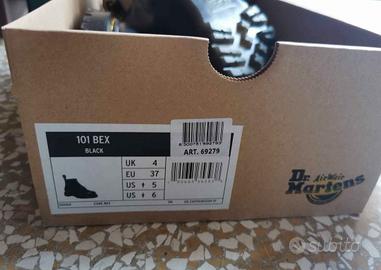 101 BEX
BLACK
UK 4
EU 37
US 5
US 6
ART. 69279
Dr. AirWair
Martens
subito